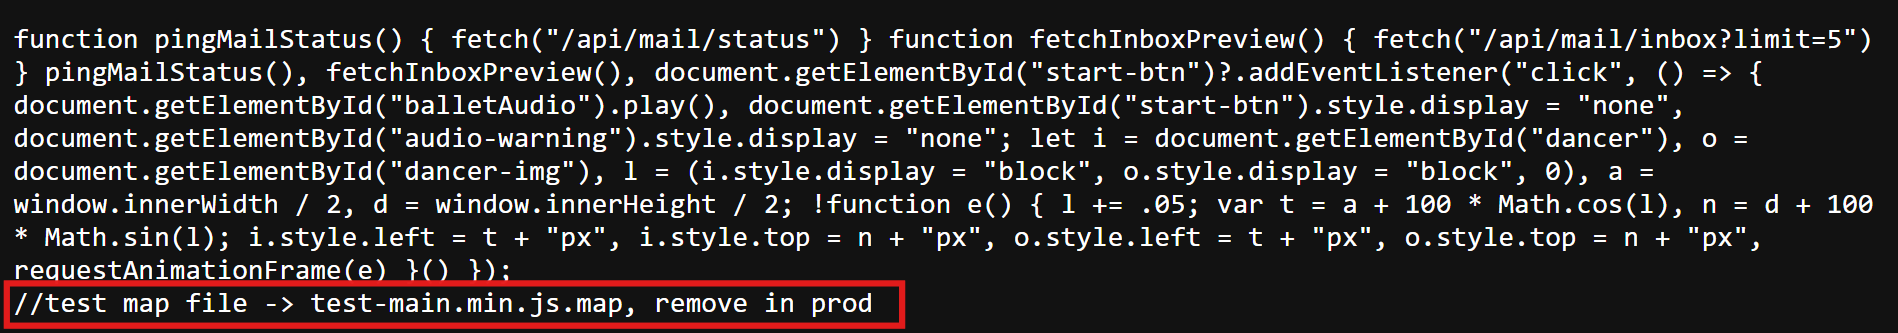 function pingMailStatus() { fetch("/api/mail/status") } function fetchInboxPreview() { fetch("/api/mail/inbox?limit=5")
} pingMailStatus(), fetchInboxPreview(), document.getElementById("start-btn")?.addEventListener("click", () => {
document.getElementById("balletAudio").play(), document.getElementById("start-btn").style.display = "none",
document.getElementById("audio-warning").style.display = "none"; let i = document.getElementById("dancer"), o =
document.getElementById("dancer-img"), l = (i.style.display = "block", o.style.display = "block", 0), a =
window.innerWidth / 2, d = window.innerHeight / 2; !function e() { l += .05; var t = a + 100 * Math.cos(l), n = d + 100
* Math.sin(l); i.style.left = t + "px", i.style.top = n + "px", o.style.left = t + "px", o.style.top = n + "px",
requestAnimationFrame(e) }() });
//test map file -> test-main.min.js.map, remove in prod